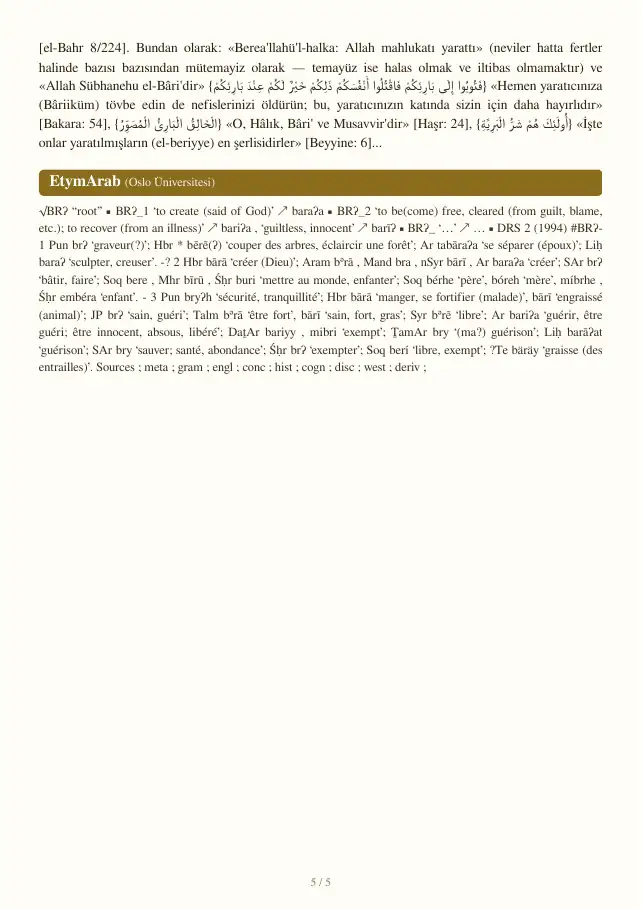 [el-Bahr 8/224]. Bundan olarak: «Berea'llahü'l-halka: Allah mahlukatı yarattı» (neviler hatta fertler
halinde bazısı bazısından mütemayiz olarak — temayüz ise halas olmak ve iltibas olmamaktır) ve
«Allah Sübhanehu el-Bâri'dir» {فَتُوبُوا إِلَى بَارِئِكُمْ فَاقْتُلُوا أَنْفُسَكُمْ ذَلِكُمْ خَيْرٌ لَكُمْ عِنْدَ بَارِئِكُمْ} «Hemen yaratıcınıza
(Bâriiküm) tövbe edin de nefislerinizi öldürün; bu, yaratıcınızın katında sizin için daha hayırlıdır»
[Bakara: 54], {الْخَالِقُ الْبَارِئُ الْمُصَوِّرُ} «O, Hâlık, Bâri' ve Musavvir'dir» [Haşr: 24], {أُولَئِكَ هُمْ شَرُّ الْبَرِيَّةِ} «İşte
onlar yaratılmışların (el-beriyye) en şerlisidirler» [Beyyine: 6]...
EtymArab (Oslo Üniversitesi)
√BRʔ “root” ▪ BRʔ_1 ‘to create (said of God)’ ↗ baraʔa ▪ BRʔ_2 ‘to be(come) free, cleared (from guilt, blame,
etc.); to recover (from an illness)’ ↗ bariʔa , ‘guiltless, innocent’ ↗ barīʔ ▪ BRʔ_ ‘…’ ↗ … ▪ DRS 2 (1994) #BRʔ-
1 Pun brʔ ‘graveur(?)’; Hbr * bērē(ʔ) ‘couper des arbres, éclaircir une forêt’; Ar tabāraʔa ‘se séparer (époux)’; Liḥ
baraʔ ‘sculpter, creuser’. -? 2 Hbr bārā ‘créer (Dieu)’; Aram bᵊrā , Mand bra , nSyr bārī , Ar baraʔa ‘créer’; SAr brʔ
‘bâtir, faire’; Soq bere , Mhr bīrū , Śḥr buri ‘mettre au monde, enfanter’; Soq bérhe ‘père’, bóreh ‘mère’, míbrhe ,
Śḥr embéra ‘enfant’. - 3 Pun bryʔh ‘sécurité, tranquillité’; Hbr bārā ‘manger, se fortifier (malade)’, bārī ‘engraissé
(animal)’; JP brʔ ‘sain, guéri’; Talm bᵊrā ‘être fort’, bārī ‘sain, fort, gras’; Syr bᵊrē ‘libre’; Ar bariʔa ‘guérir, être
guéri; être innocent, absous, libéré’; DaṯAr bariyy , mibri ‘exempt’; ṮamAr bry ‘(ma?) guérison’; Liḥ barāʔat
‘guérison’; SAr bry ‘sauver; santé, abondance’; Śḥr brʔ ‘exempter’; Soq berí ‘libre, exempt’; ?Te bäräy ‘graisse (des
entrailles)’. Sources ; meta ; gram ; engl ; conc ; hist ; cogn ; disc ; west ; deriv ;
5 / 5